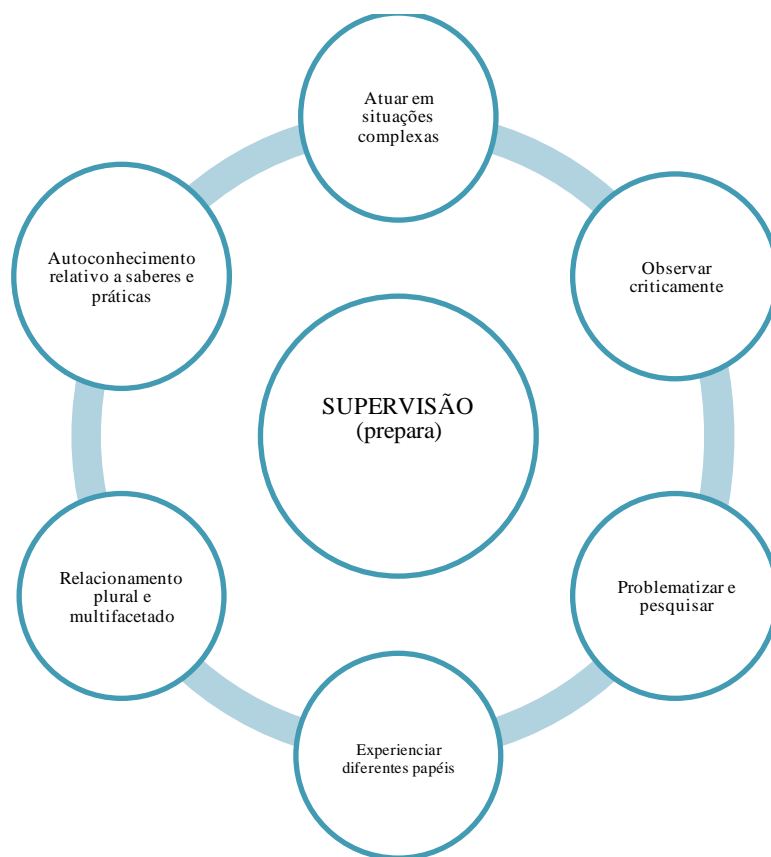 Atuar em
situações
complexas
Observar
criticamente
Problematizar e
pesquisar
Experienciar
diferentes papéis
Relacionamento
plural e
multifacetado
Autoconhecimento
relativo a saberes e
práticas
SUPERVISÃO
(prepara)